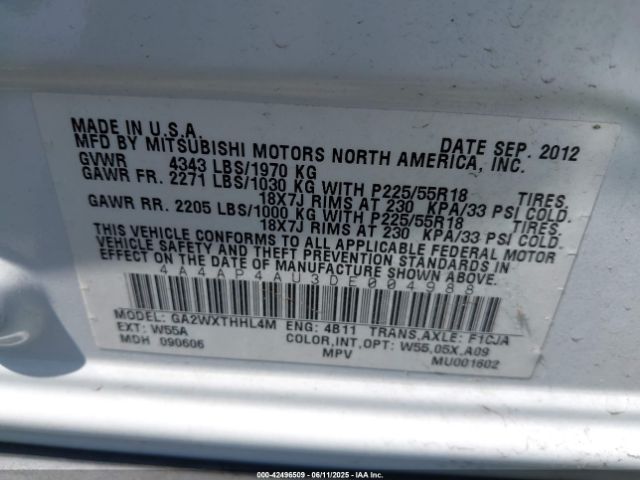 MADE IN U.S.A. DATE SEP. 2012
MFD BY MITSUBISHI MOTORS NORTH AMERICA, INC.
GVWR 4343 LBS/1970 KG
GAWR FR. 2271 LBS/1030 KG WITH P225/55R18 TIRES.
18X7J RIMS AT 230 KPA/33 PSI COLD.
GAWR RR. 2205 LBS/1000 KG WITH P225/55R18 TIRES.
18X7J RIMS AT 230 KPA/33 PSI COLD.
THIS VEHICLE CONFORMS TO ALL APPLICABLE FEDERAL MOTOR
VEHICLE SAFETY AND THEFT PREVENTION STANDARDS IN
EFFECT ON THE DATE OF MANUFACTURE SHOWN ABOVE.
4A4AP4AU3DE004988
MODEL: GA2WXTHHL4M ENG: 4B11 TRANS,AXLE: F1CJA
EXT: W55A COLOR,INT,OPT: W55,05X,A09
MDH 090606 MPV MU001602
(C) IAA 0-42496509 - 06/11/2025 - IAAI.COM